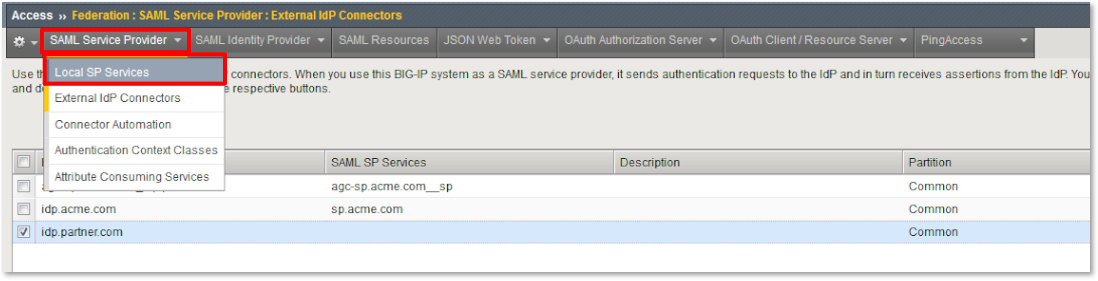 Access ›› Federation : SAML Service Provider : External IdP Connectors
SAML Service Provider SAML Identity Provider SAML Resources JSON Web Token OAuth Authorization Server OAuth Client / Resource Server PingAccess
Local SP Services
External IdP Connectors
Connector Automation
Authentication Context Classes
Attribute Consuming Services
Use th connectors. When you use this BIG-IP system as a SAML service provider, it sends authentication requests to the IdP and in turn receives assertions from the IdP. You
and d e respective buttons.
SAML SP Services Description Partition
agc-sp.acme.com__sp Common
idp.acme.com sp.acme.com Common
idp.partner.com Common